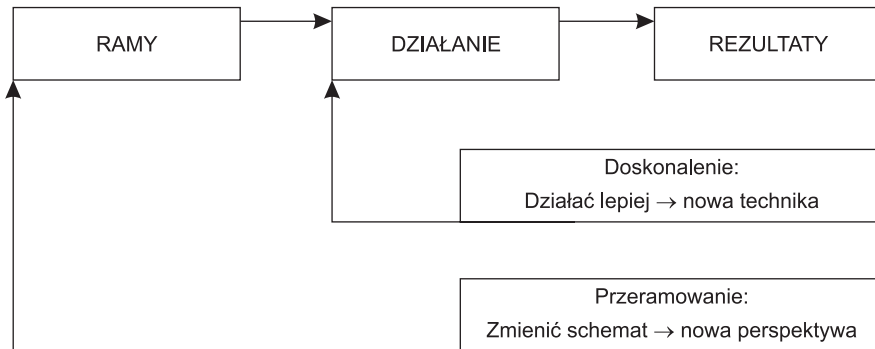 RAMY
DZIAŁANIE
REZULTATY
Doskonalenie:
Działać lepiej → nowa technika
Przeramowanie:
Zmienić schemat → nowa perspektywa